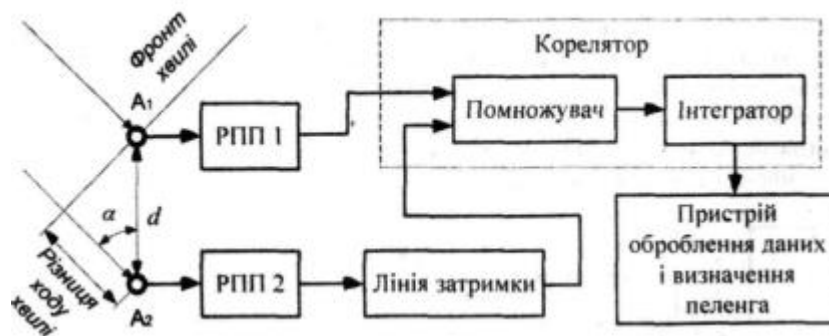 Фронт
хвилі
Корелятор
A1
РПП 1
Помножувач
Інтегратор
α
d
Різниця
ходу
хвилі
A2
РПП 2
Лінія затримки
Пристрій
оброблення даних
і визначення
пеленга